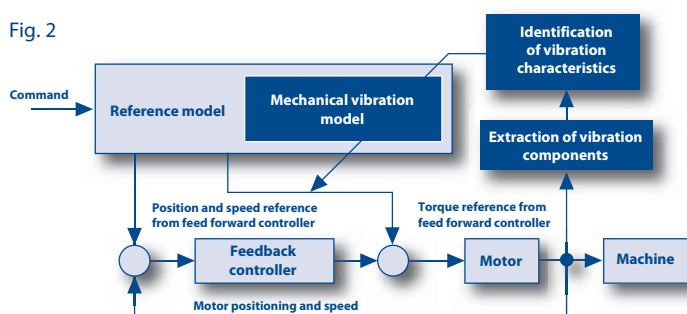 Fig. 2
Identification
of vibration
characteristics
Command
Reference model
Mechanical vibration
model
Extraction of vibration
components
Position and speed reference
from feed forward controller
Torque reference from
feed forward controller
Feedback
controller
Motor
Machine
Motor positioning and speed